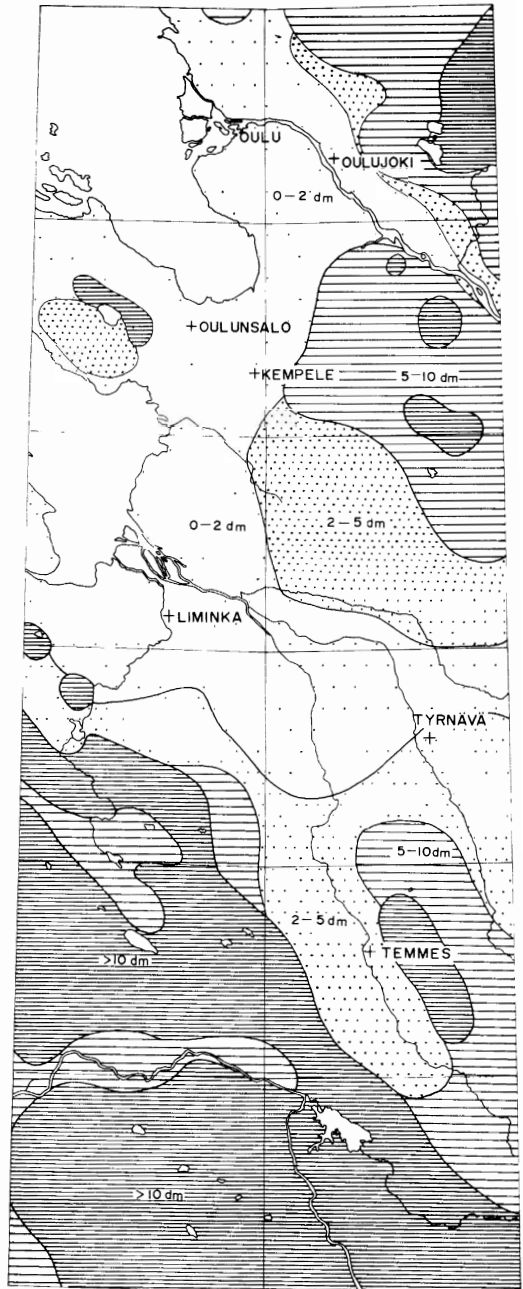 OULU
OULUJOKI
0–2 dm
OULUNSALO
KEMPELE
5–10 dm
0–2 dm
2–5 dm
LIMINKA
TYRNÄVÄ
5–10dm
2–5 dm
TEMMES
>10 dm
>10 dm